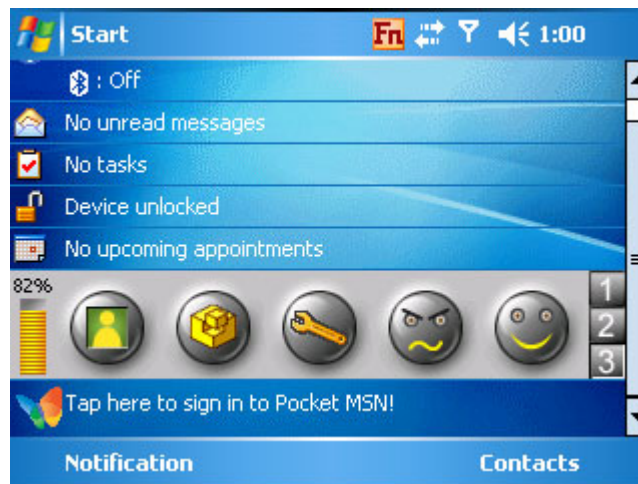 Start Fn 1:00
: Off
No unread messages
No tasks
Device unlocked
No upcoming appointments
82%
1
2
3
Tap here to sign in to Pocket MSN!
Notification Contacts